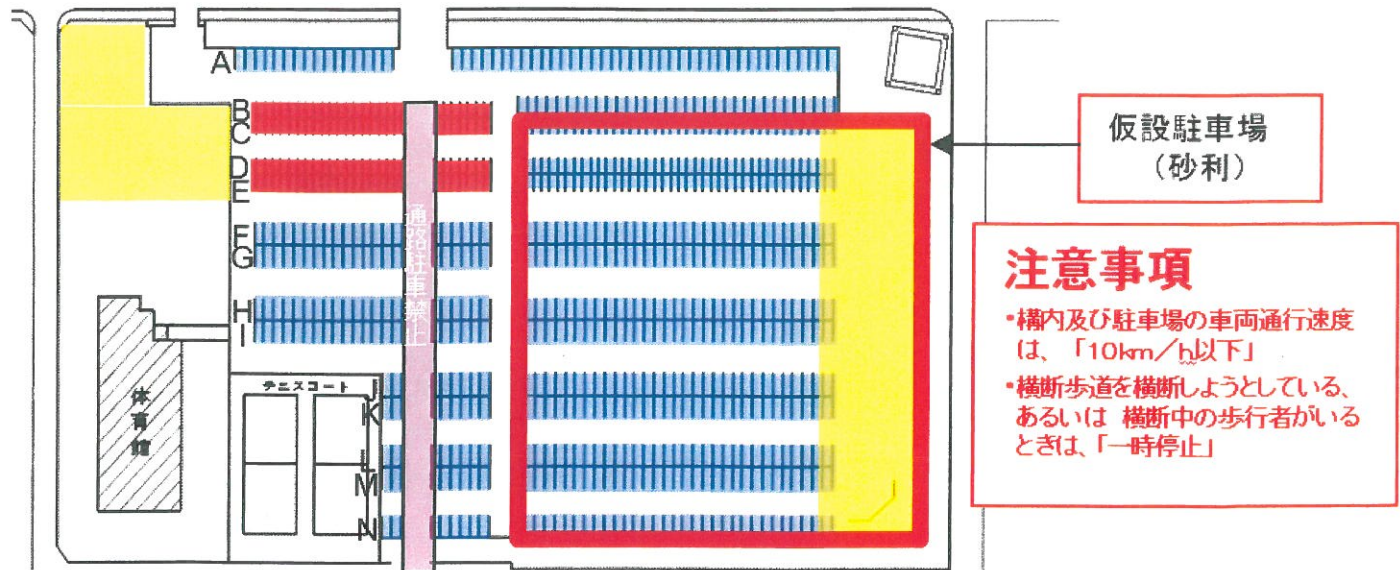 A
B
C
D
E
F
G
H
I
J
K
L
M
N
通路駐車禁止
テニスコート
体育館
仮設駐車場
（砂利）
注意事項
・構内及び駐車場の車両通行速度
は、「10km／h以下」
・横断歩道を横断しようとしている、
あるいは 横断中の歩行者がいる
ときは、「一時停止」